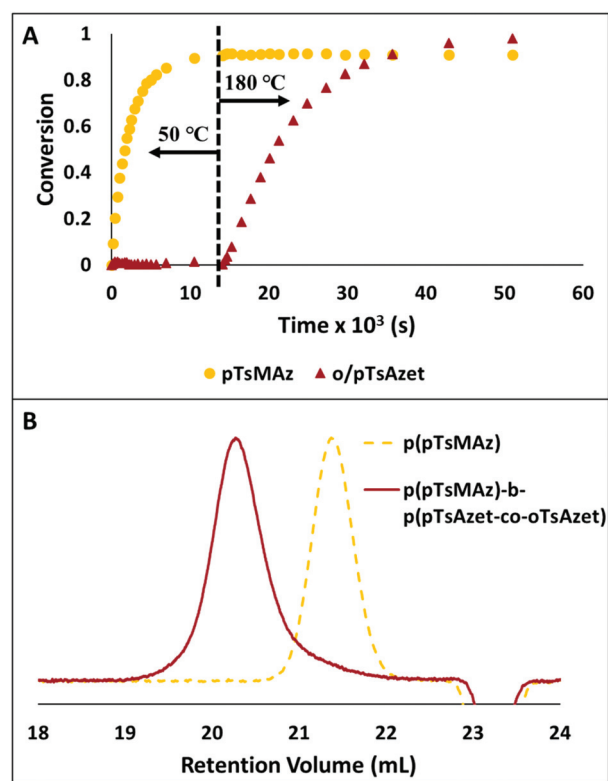 A
1
0.8
0.6
0.4
0.2
0
Conversion
180 °C
50 °C
0 10 20 30 40 50 60
Time x 10³ (s)
pTsMAz o/pTsAzet
B
p(pTsMAz)
p(pTsMAz)-b-
p(pTsAzet-co-oTsAzet)
18 19 20 21 22 23 24
Retention Volume (mL)